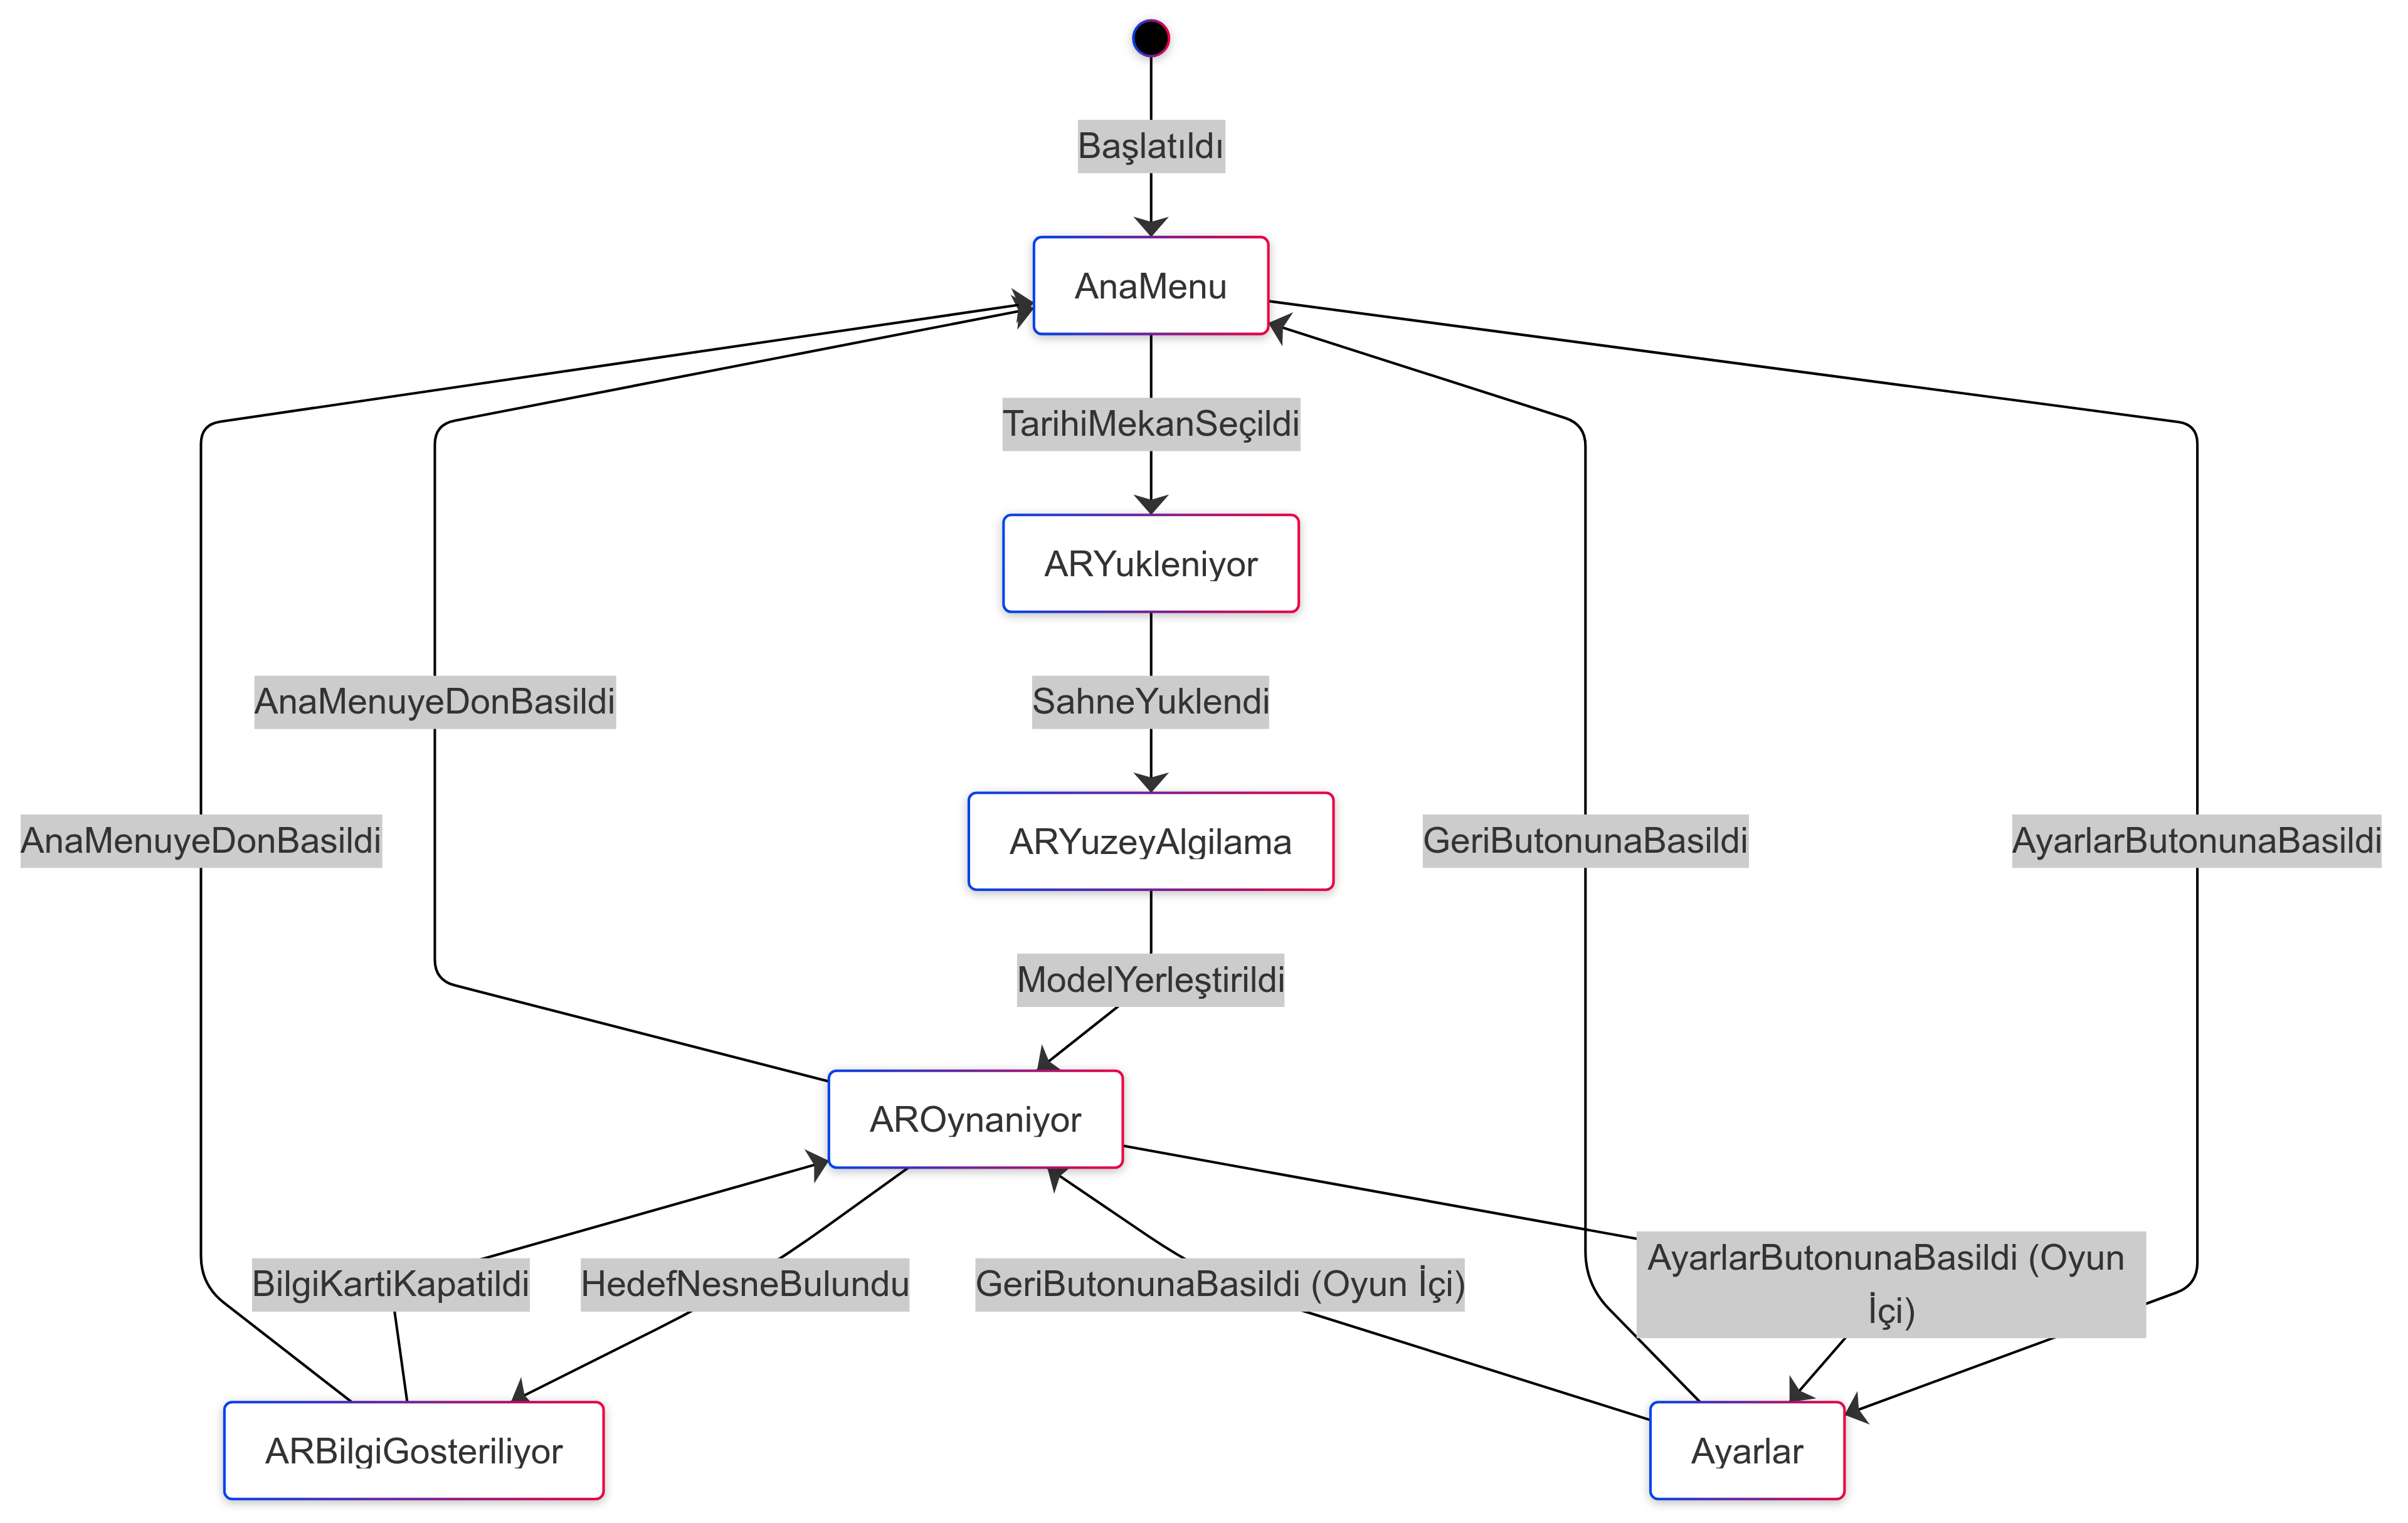 Başlatıldı
AnaMenu
TarihiMekanSeçildi
ARYukleniyor
AnaMenuyeDonBasildi
SahneYuklendi
AnaMenuyeDonBasildi
ARYuzeyAlgilama
GeriButonunaBasildi
AyarlarButonunaBasildi
ModelYerleştirildi
AROynaniyor
BilgiKartiKapatildi
HedefNesneBulundu
GeriButonunaBasildi (Oyun İçi)
AyarlarButonunaBasildi (Oyun
İçi)
ARBilgiGosteriliyor
Ayarlar